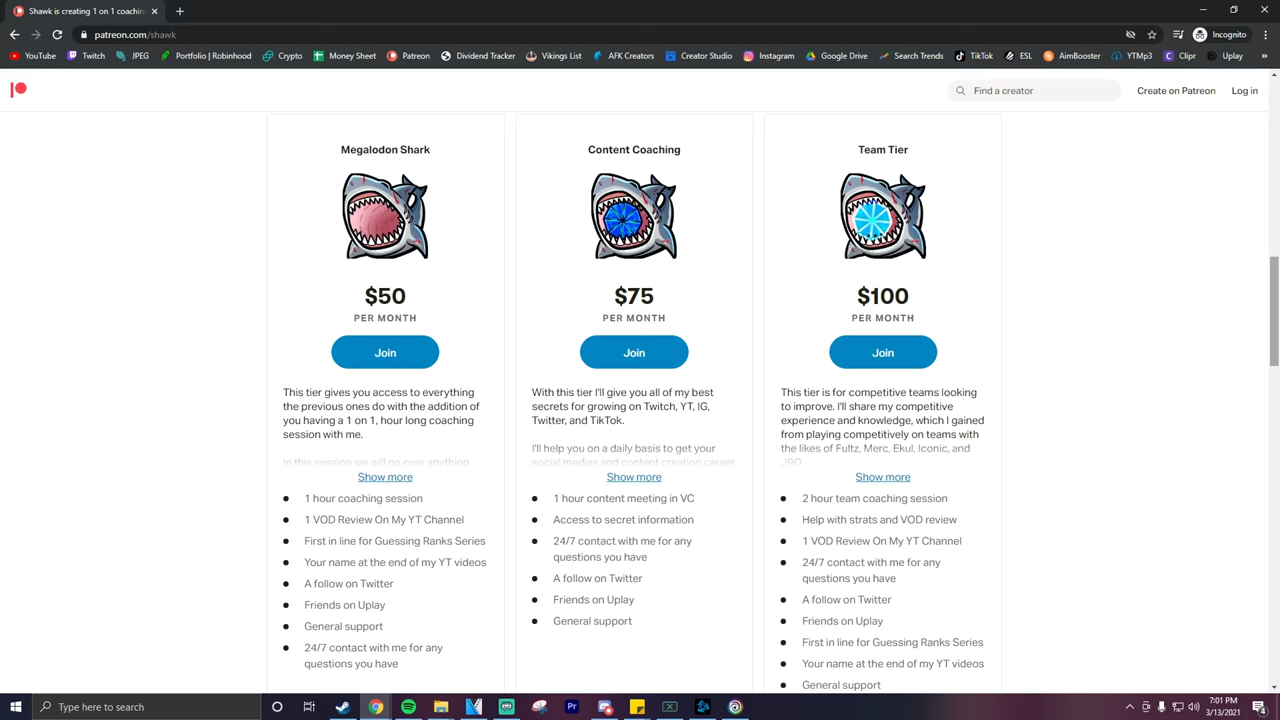 Shawk is creating 1 on 1 coachin
patreon.com/shawk
Incognito
YouTube Twitch JPEG Portfolio | Robinhood Crypto Money Sheet Patreon Dividend Tracker Vikings List AFK Creators Creator Studio Instagram Google Drive Search Trends TikTok ESL AimBooster YTMp3 Clipr Uplay
Find a creator
Create on Patreon
Log in
Megalodon Shark
$50
PER MONTH
Join
This tier gives you access to everything
the previous ones do with the addition of
you having a 1 on 1, hour long coaching
session with me.
In this session we will go over anything
Show more
1 hour coaching session
1 VOD Review On My YT Channel
First in line for Guessing Ranks Series
Your name at the end of my YT videos
A follow on Twitter
Friends on Uplay
General support
24/7 contact with me for any
questions you have
Content Coaching
$75
PER MONTH
Join
With this tier I'll give you all of my best
secrets for growing on Twitch, YT, IG,
Twitter, and TikTok.
I'll help you on a daily basis to get your
social medias and content creation career
Show more
1 hour content meeting in VC
Access to secret information
24/7 contact with me for any
questions you have
A follow on Twitter
Friends on Uplay
General support
Team Tier
$100
PER MONTH
Join
This tier is for competitive teams looking
to improve. I'll share my competitive
experience and knowledge, which I gained
from playing competitively on teams with
the likes of Fultz, Merc, Ekul, Iconic, and
J9O
Show more
2 hour team coaching session
Help with strats and VOD review
1 VOD Review On My YT Channel
24/7 contact with me for any
questions you have
A follow on Twitter
Friends on Uplay
First in line for Guessing Ranks Series
Your name at the end of my YT videos
General support
Type here to search
7:01 PM
3/13/2021